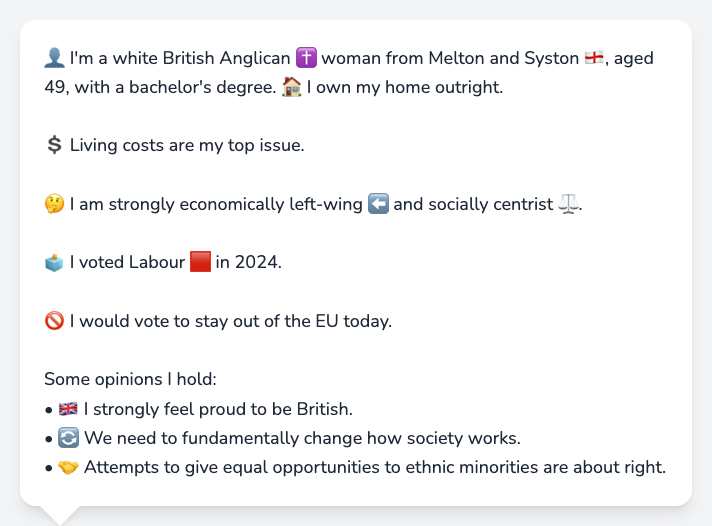 👤 I'm a white British Anglican ✝️ woman from Melton and Syston 🏴󠁧󠁢󠁥󠁮󠁧󠁿, aged
49, with a bachelor's degree. 🏠 I own my home outright.
💲 Living costs are my top issue.
🤔 I am strongly economically left-wing ⬅️ and socially centrist ⚖️.
🗳️ I voted Labour 🟥 in 2024.
🚫 I would vote to stay out of the EU today.
Some opinions I hold:
• 🇬🇧 I strongly feel proud to be British.
• 🔄 We need to fundamentally change how society works.
• 🤝 Attempts to give equal opportunities to ethnic minorities are about right.